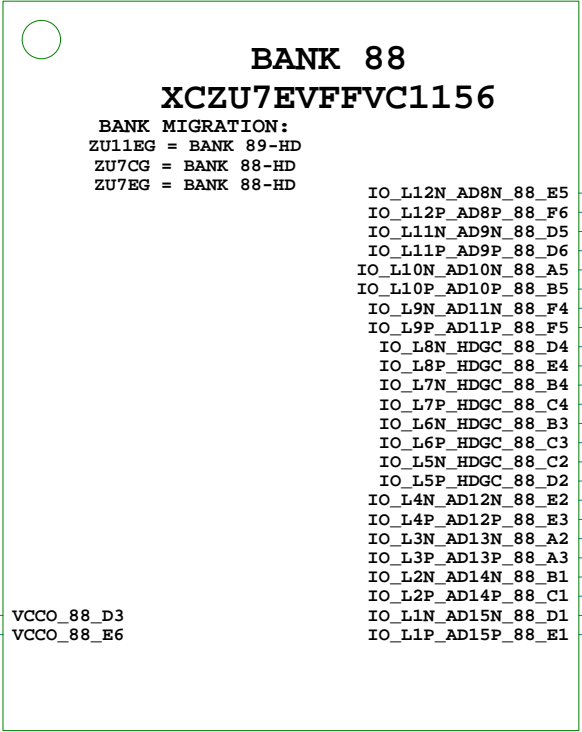 BANK 88
XCZU7EVFFVC1156
BANK MIGRATION:
ZU11EG = BANK 89-HD
ZU7CG = BANK 88-HD
ZU7EG = BANK 88-HD
IO_L12N_AD8N_88_E5
IO_L12P_AD8P_88_F6
IO_L11N_AD9N_88_D5
IO_L11P_AD9P_88_D6
IO_L10N_AD10N_88_A5
IO_L10P_AD10P_88_B5
IO_L9N_AD11N_88_F4
IO_L9P_AD11P_88_F5
IO_L8N_HDGC_88_D4
IO_L8P_HDGC_88_E4
IO_L7N_HDGC_88_B4
IO_L7P_HDGC_88_C4
IO_L6N_HDGC_88_B3
IO_L6P_HDGC_88_C3
IO_L5N_HDGC_88_C2
IO_L5P_HDGC_88_D2
IO_L4N_AD12N_88_E2
IO_L4P_AD12P_88_E3
IO_L3N_AD13N_88_A2
IO_L3P_AD13P_88_A3
IO_L2N_AD14N_88_B1
IO_L2P_AD14P_88_C1
VCCO_88_D3 IO_L1N_AD15N_88_D1
VCCO_88_E6 IO_L1P_AD15P_88_E1